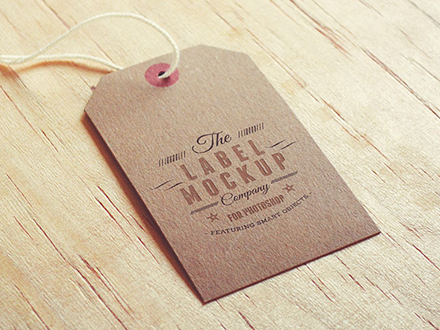 The
LABEL
MOCKUP
Company
FOR PHOTOSHOP
FEATURING SMART OBJECTS